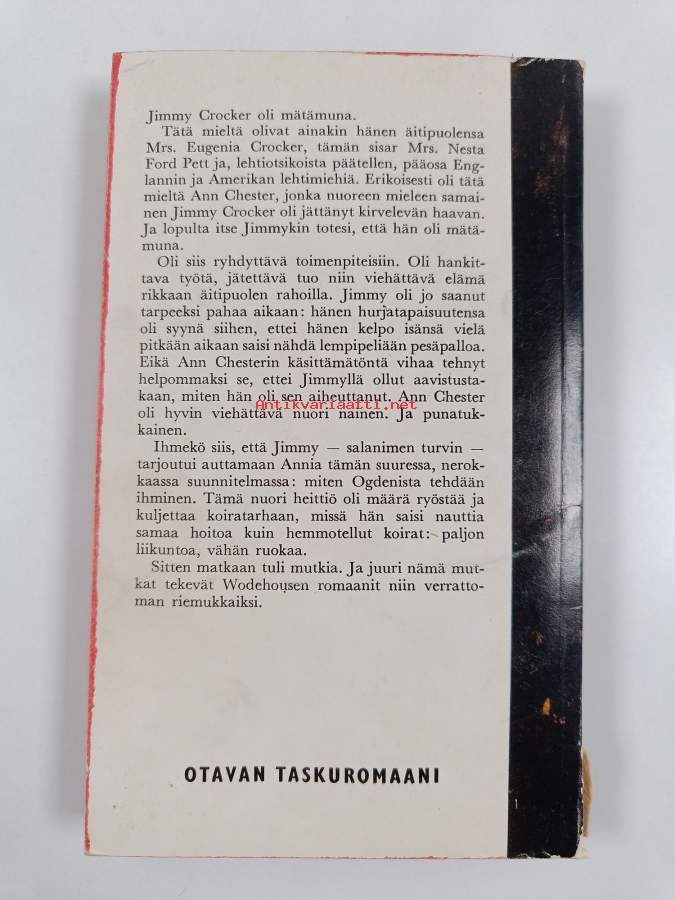 Jimmy Crocker oli mätämuna.
Tätä mieltä olivat ainakin hänen äitipuolensa
Mrs. Eugenia Crocker, tämän sisar Mrs. Nesta
Ford Pett ja, lehtiotsikoista päätellen, pääosa Eng-
lannin ja Amerikan lehtimiehiä. Erikoisesti oli tätä
mieltä Ann Chester, jonka nuoreen mieleen samai-
nen Jimmy Crocker oli jättänyt kirvelevän haavan.
Ja lopulta itse Jimmykin totesi, että hän oli mätä-
muna.
Oli siis ryhdyttävä toimenpiteisiin. Oli hankit-
tava työtä, jätettävä tuo niin viehättävä elämä
rikkaan äitipuolen rahoilla. Jimmy oli jo saanut
tarpeeksi pahaa aikaan: hänen hurjatapaisuutensa
oli syynä siihen, ettei hänen kelpo isänsä vielä
pitkään aikaan saisi nähdä lempipeliään pesäpalloa.
Eikä Ann Chesterin käsittämätöntä vihaa tehnyt
helpommaksi se, ettei Jimmyllä ollut aavistusta-
kaan, miten hän oli sen aiheuttanut. Ann Chester
Antikvariaatti.net
oli hyvin viehättävä nuori nainen. Ja punatuk-
kainen.
Ihmekö siis, että Jimmy — salanimen turvin —
tarjoutui auttamaan Annia tämän suuressa, nerok-
kaassa suunnitelmassa: miten Ogdenista tehdään
ihminen. Tämä nuori heittiö oli määrä ryöstää ja
kuljettaa koiratarhaan, missä hän saisi nauttia
samaa hoitoa kuin hemmotellut koirat: paljon
liikuntoa, vähän ruokaa.
Sitten matkaan tuli mutkia. Ja juuri nämä mut-
kat tekevät Wodehousen romaanit niin verratto-
man riemukkaiksi.
OTAVAN TASKUROMAANI